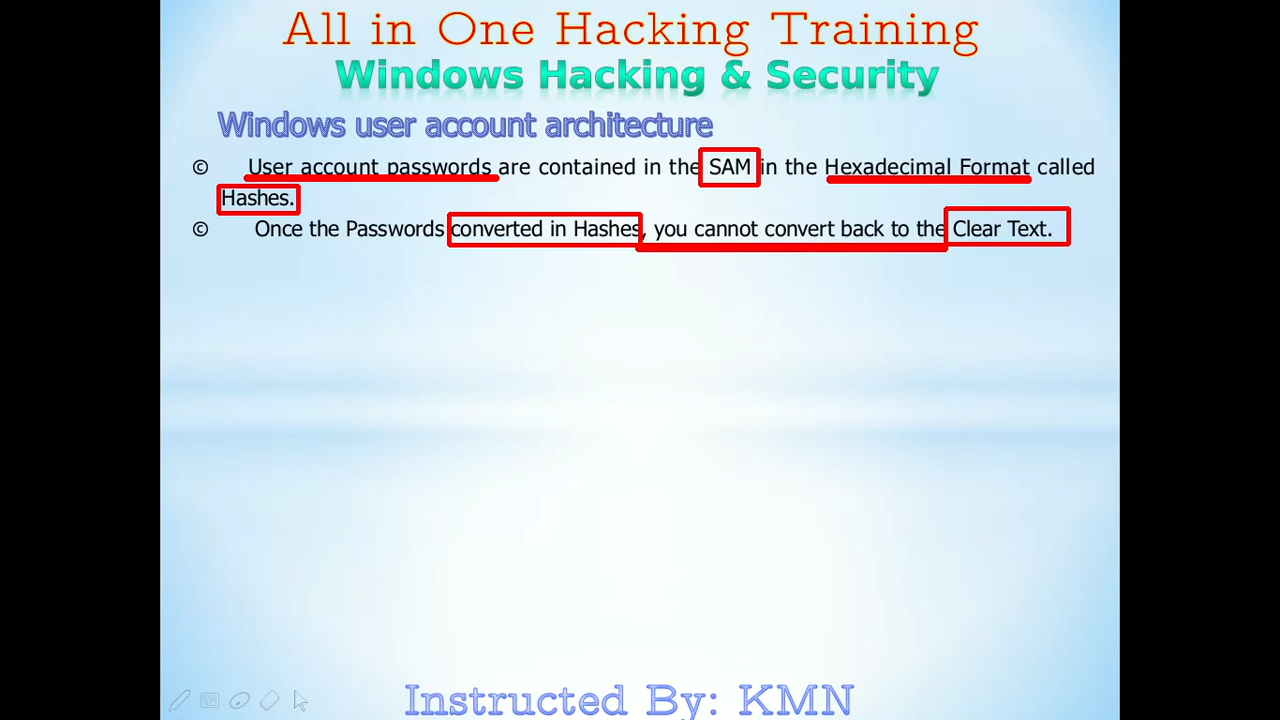 All in One Hacking Training
Windows Hacking & Security
Windows user account architecture
© User account passwords are contained in the SAM in the Hexadecimal Format called
Hashes.
© Once the Passwords converted in Hashes, you cannot convert back to the Clear Text.
Instructed By: KMN